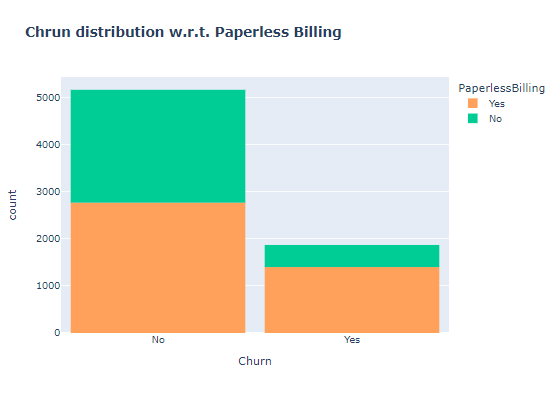 Chrun distribution w.r.t. Paperless Billing
PaperlessBilling
Yes
No
5000
4000
3000
2000
1000
0
count
No
Yes
Churn